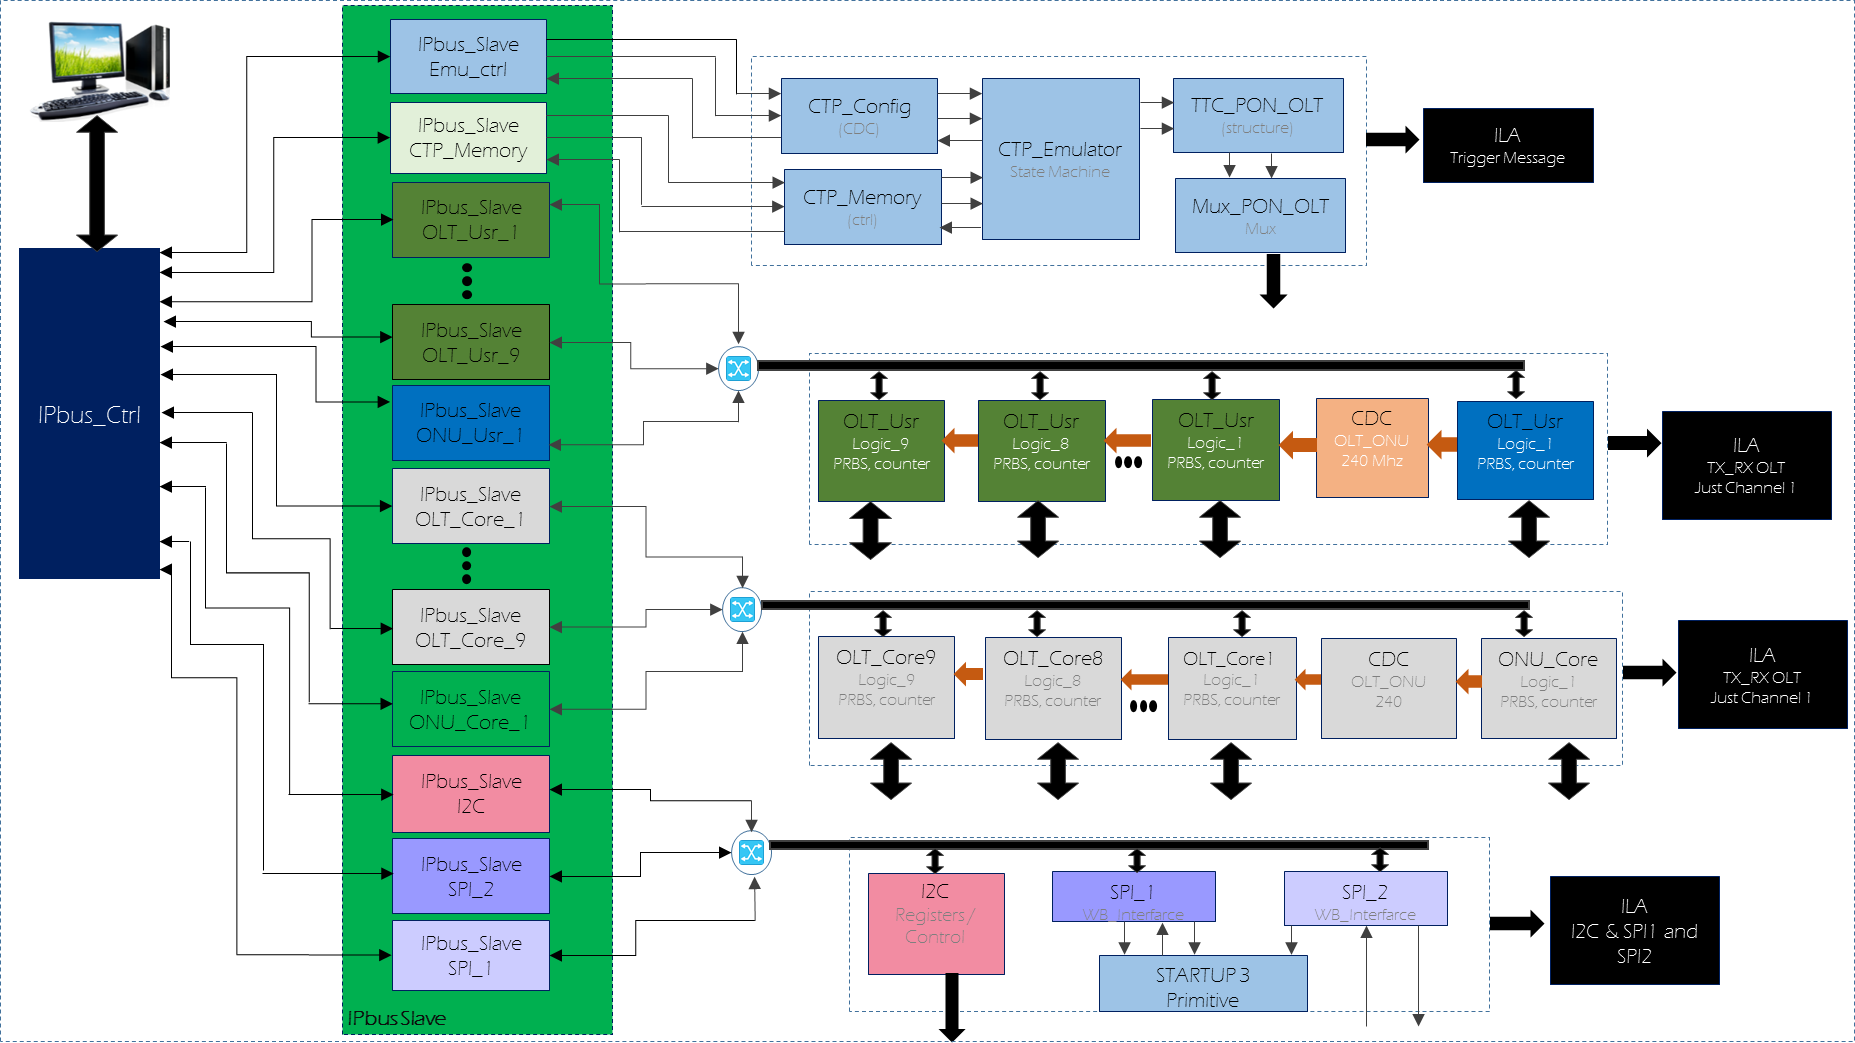 IPbus_Ctrl
IPbus_Slave
Emu_ctrl
IPbus_Slave
CTP_Memory
IPbus_Slave
OLT_Usr_1
IPbus_Slave
OLT_Usr_9
IPbus_Slave
ONU_Usr_1
IPbus_Slave
OLT_Core_1
IPbus_Slave
OLT_Core_9
IPbus_Slave
ONU_Core_1
IPbus_Slave
I2C
IPbus_Slave
SPI_2
IPbus_Slave
SPI_1
IPbus Slave
CTP_Config
(CDC)
CTP_Memory
(ctrl)
CTP_Emulator
State Machine
TTC_PON_OLT
(structure)
Mux_PON_OLT
Mux
ILA
Trigger Message
OLT_Usr
Logic_9
PRBS, counter
OLT_Usr
Logic_8
PRBS, counter
OLT_Usr
Logic_1
PRBS, counter
CDC
OLT_ONU
240 Mhz
OLT_Usr
Logic_1
PRBS, counter
ILA
TX_RX OLT
Just Channel 1
OLT_Core9
Logic_9
PRBS, counter
OLT_Core8
Logic_8
PRBS, counter
OLT_Core1
Logic_1
PRBS, counter
CDC
OLT_ONU
240
ONU_Core
Logic_1
PRBS, counter
ILA
TX_RX OLT
Just Channel 1
I2C
Registers/
Control
SPI_1
WB_Interfarce
SPI_2
WB_Interfarce
STARTUP 3
Primitive
ILA
I2C & SPI1 and
SPI2